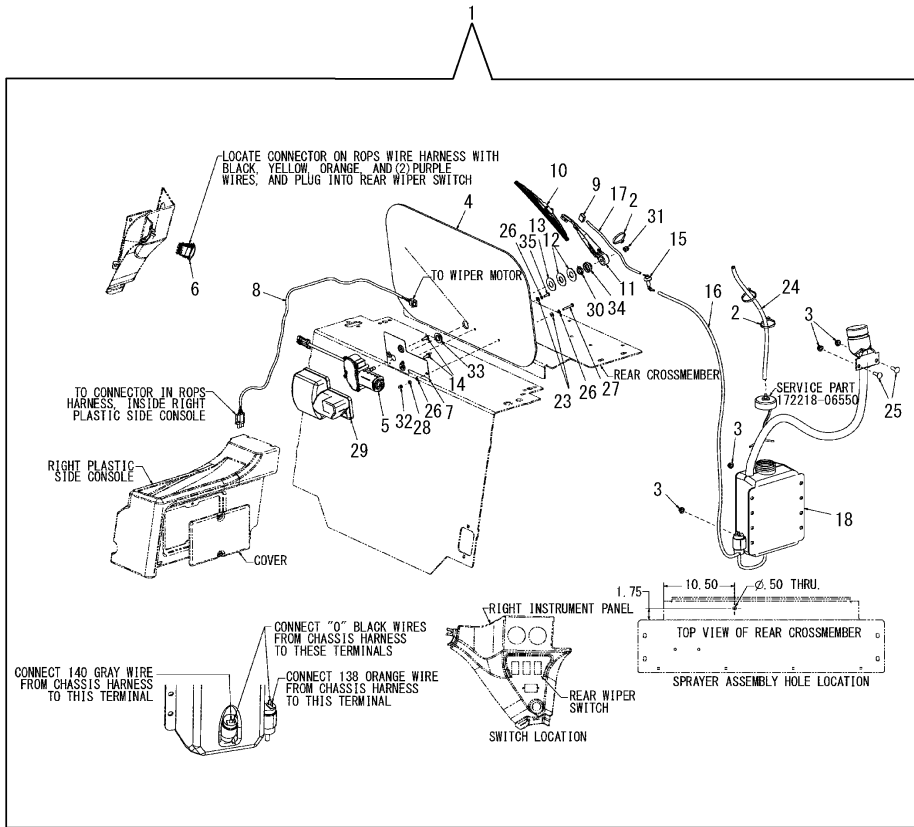 1
LOCATE CONNECTOR ON ROPS WIRE HARNESS WITH
BLACK, YELLOW, ORANGE, AND (2) PURPLE
WIRES, AND PLUG INTO REAR WIPER SWITCH
6
8
4
10
9
17
2
31
13
12
26
35
15
TO WIPER MOTOR
11
30
34
16
24
2
3
REAR CROSSMEMBER
33
14
23
26
27
SERVICE PART
172218-06550
25
TO CONNECTOR IN ROPS
HARNESS, INSIDE RIGHT
PLASTIC SIDE CONSOLE
29
5
32
28
26
7
3
RIGHT PLASTIC
SIDE CONSOLE
3
18
COVER
10.50
Ø.50 THRU.
1.75
RIGHT INSTRUMENT PANEL
TOP VIEW OF REAR CROSSMEMBER
CONNECT "0" BLACK WIRES
FROM CHASSIS HARNESS
TO THESE TERMINALS
CONNECT 140 GRAY WIRE
FROM CHASSIS HARNESS
TO THIS TERMINAL
CONNECT 138 ORANGE WIRE
FROM CHASSIS HARNESS
TO THIS TERMINAL
SPRAYER ASSEMBLY HOLE LOCATION
REAR WIPER
SWITCH
SWITCH LOCATION